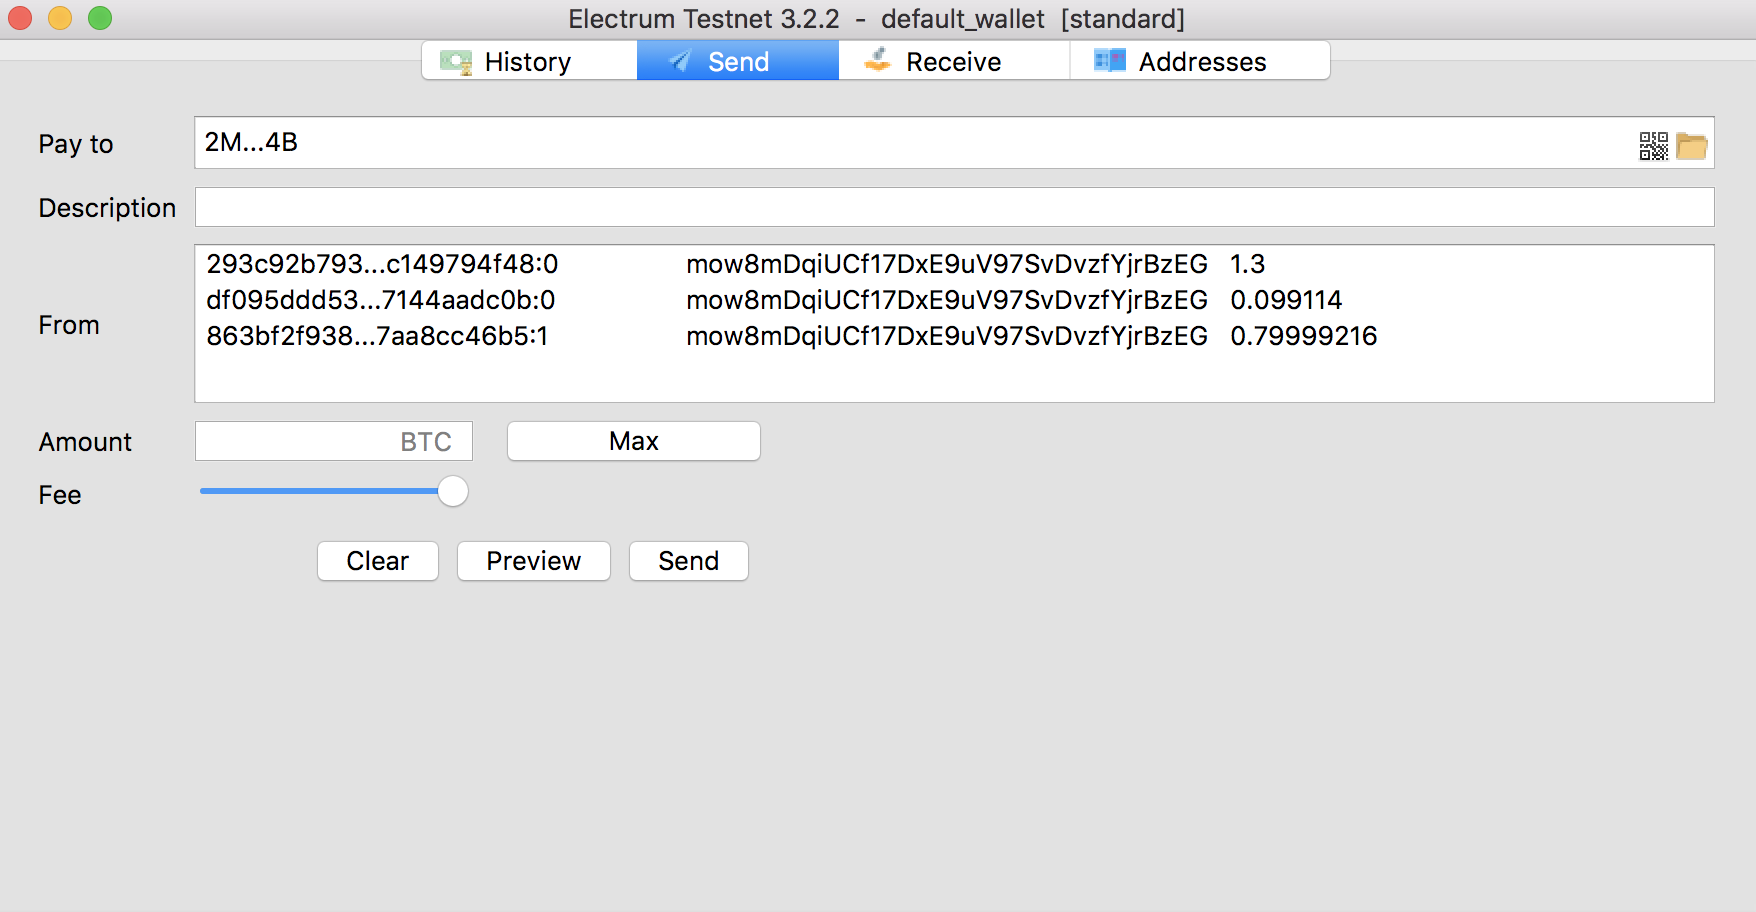 Electrum Testnet 3.2.2 - default_wallet [standard]
History Send Receive Addresses
Pay to 2M...4B
Description
From
293c92b793...c149794f48:0 mow8mDqiUCf17DxE9uV97SvDvzfYjrBzEG 1.3
df095ddd53...7144aadc0b:0 mow8mDqiUCf17DxE9uV97SvDvzfYjrBzEG 0.099114
863bf2f938...7aa8cc46b5:1 mow8mDqiUCf17DxE9uV97SvDvzfYjrBzEG 0.79999216
Amount BTC Max
Fee
Clear Preview Send